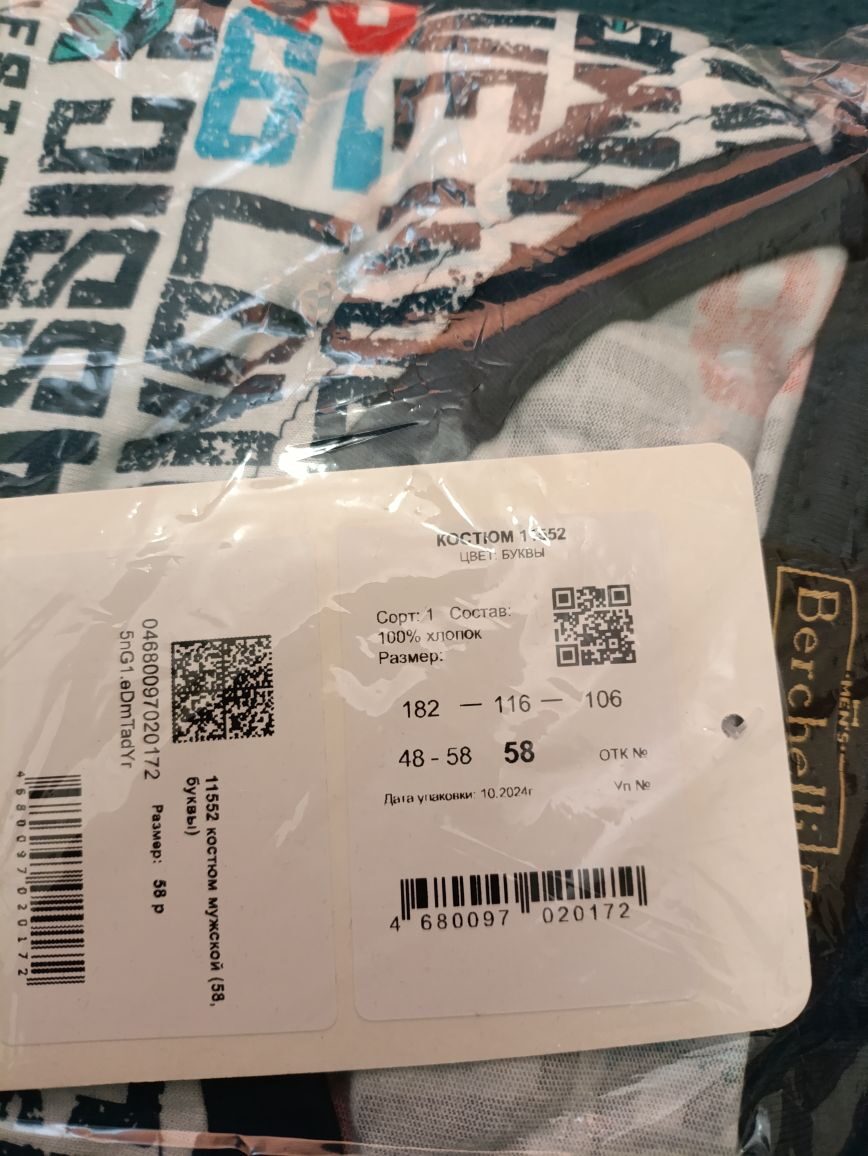 КОСТЮМ 11552
ЦВЕТ: БУКВЫ
Сорт: 1 Состав:
100% хлопок
Размер:
182 — 116 — 106
48 - 58 58 ОТК №
Дата упаковки: 10.2024г Уп №
4 680097 020172
04680097020172
5nG1.eDmTadYr
11552 костюм мужской (58,
буквы)
Размер: 58 р
4680097020172
Berchelli
MEN'S